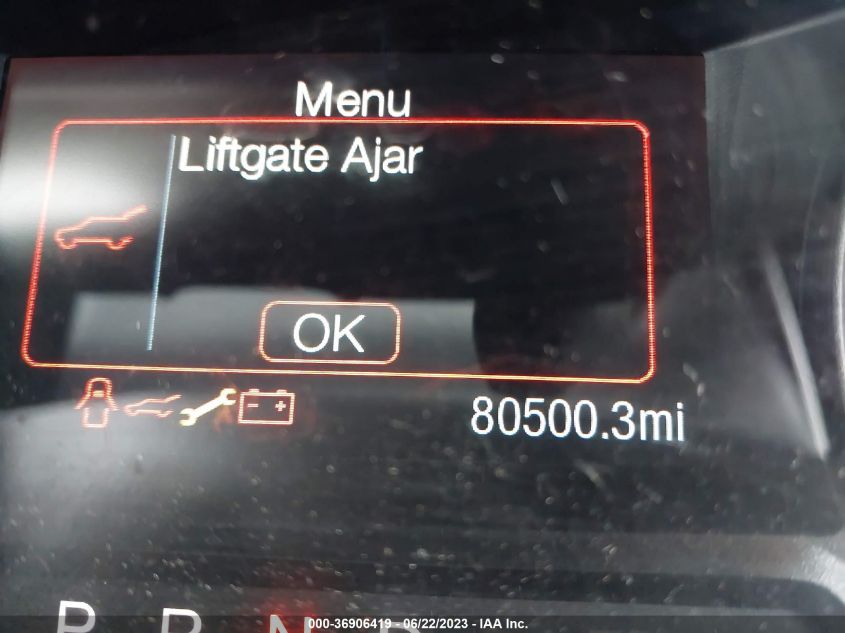 Menu
Liftgate Ajar
OK
80500.3mi
P R N D
000-36906419 - 06/22/2023 - IAA Inc.